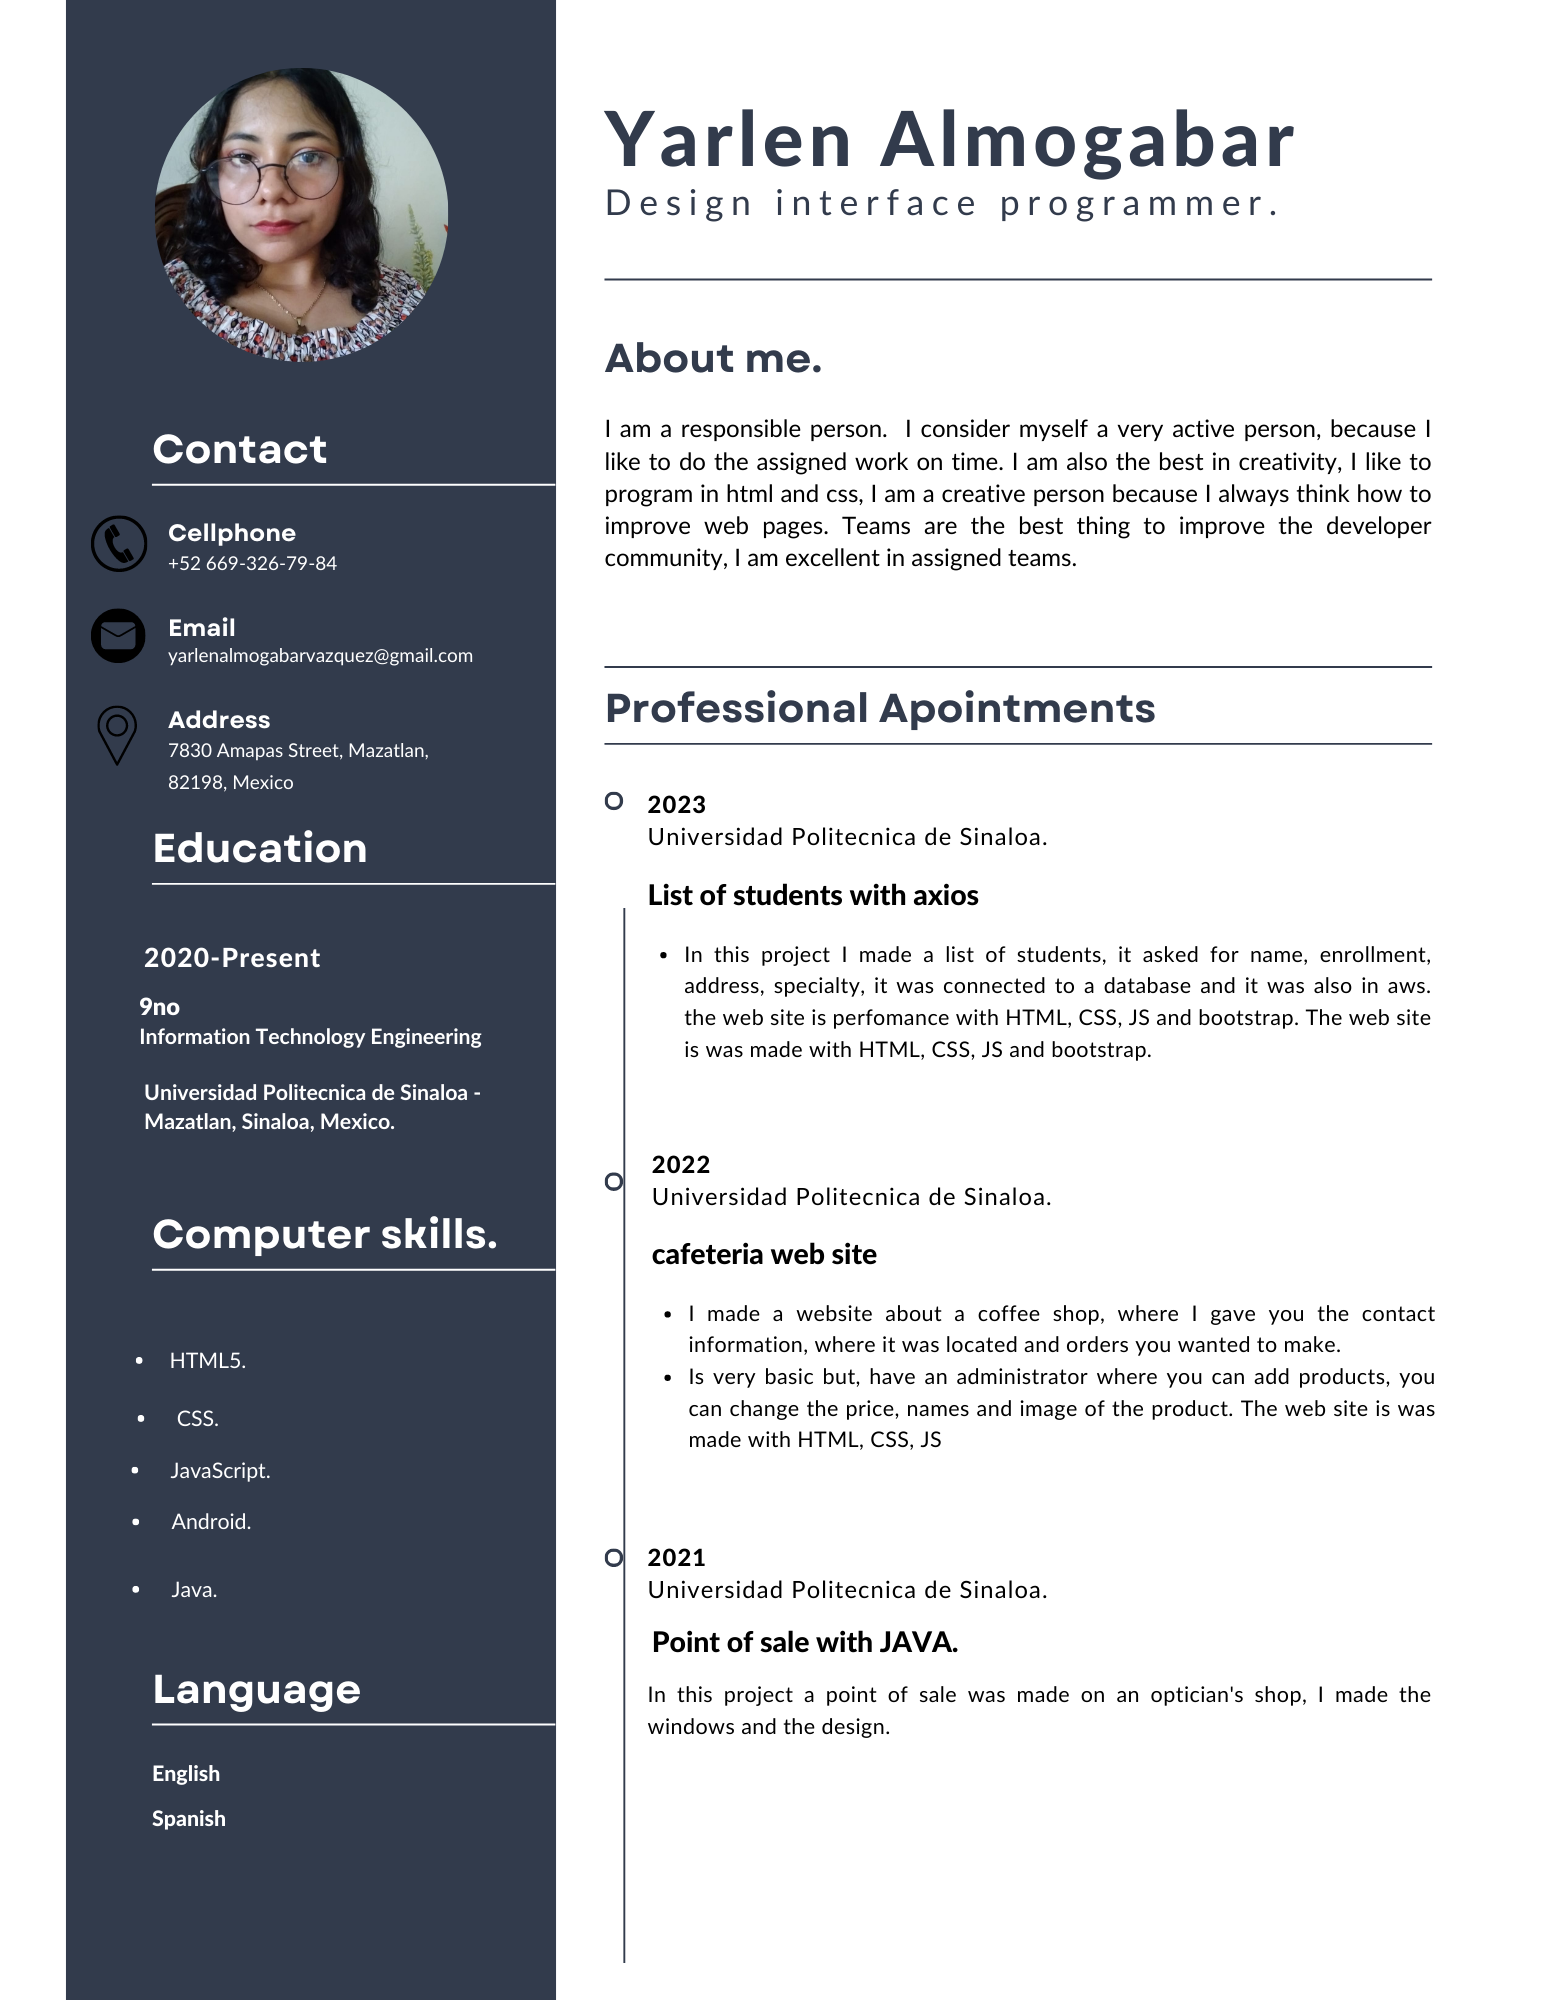 Yarlen Almogabar
Design interface programmer.
Contact
Cellphone
+52 669-326-79-84
Email
yarlenalmogabarvazquez@gmail.com
Address
7830 Amapas Street, Mazatlan,
82198, Mexico
Education
2020-Present
9no
Information Technology Engineering
Universidad Politecnica de Sinaloa -
Mazatlan, Sinaloa, Mexico.
Computer skills.
• HTML5.
• CSS.
• JavaScript.
• Android.
• Java.
Language
English
Spanish
About me.
I am a responsible person.  I consider myself a very active person, because I
like to do the assigned work on time. I am also the best in creativity, I like to
program in html and css, I am a creative person because I always think how to
improve web pages. Teams are the best thing to improve the developer
community, I am excellent in assigned teams.
Professional Apointments
2023
Universidad Politecnica de Sinaloa.
List of students with axios
• In this project I made a list of students, it asked for name, enrollment,
address, specialty, it was connected to a database and it was also in aws.
the web site is perfomance with HTML, CSS, JS and bootstrap. The web site
is was made with HTML, CSS, JS and bootstrap.
2022
Universidad Politecnica de Sinaloa.
cafeteria web site
• I made a website about a coffee shop, where I gave you the contact
information, where it was located and orders you wanted to make.
• Is very basic but, have an administrator where you can add products, you
can change the price, names and image of the product. The web site is was
made with HTML, CSS, JS
2021
Universidad Politecnica de Sinaloa.
Point of sale with JAVA.
In this project a point of sale was made on an optician's shop, I made the
windows and the design.